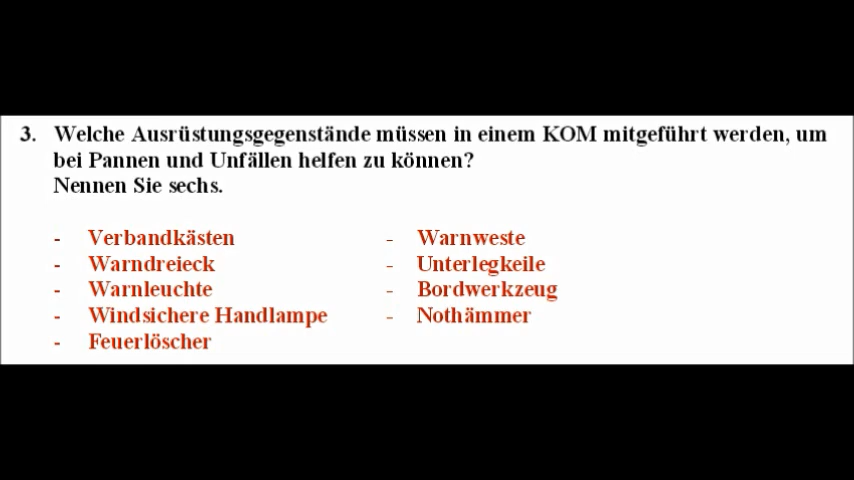 3. Welche Ausrüstungsgegenstände müssen in einem KOM mitgeführt werden, um
bei Pannen und Unfällen helfen zu können?
Nennen Sie sechs.
- Verbandkästen
- Warndreieck
- Warnleuchte
- Windsichere Handlampe
- Feuerlöscher
- Warnweste
- Unterlegkeile
- Bordwerkzeug
- Nothämmer